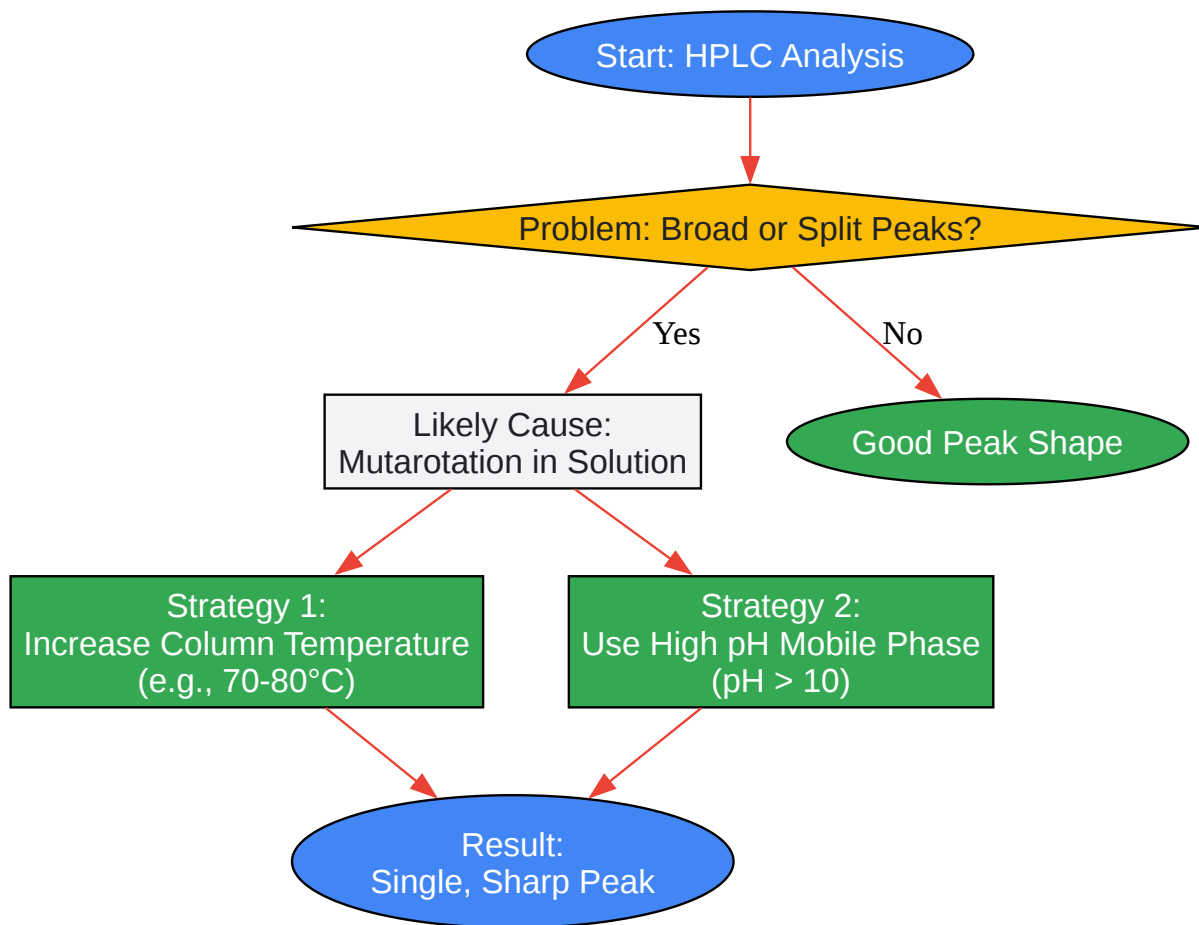 Start: HPLC Analysis
Problem: Broad or Split Peaks?
Yes
No
Likely Cause:
Mutarotation in Solution
Good Peak Shape
Strategy 1:
Increase Column Temperature
(e.g., 70-80°C)
Strategy 2:
Use High pH Mobile Phase
(pH > 10)
Result:
Single, Sharp Peak